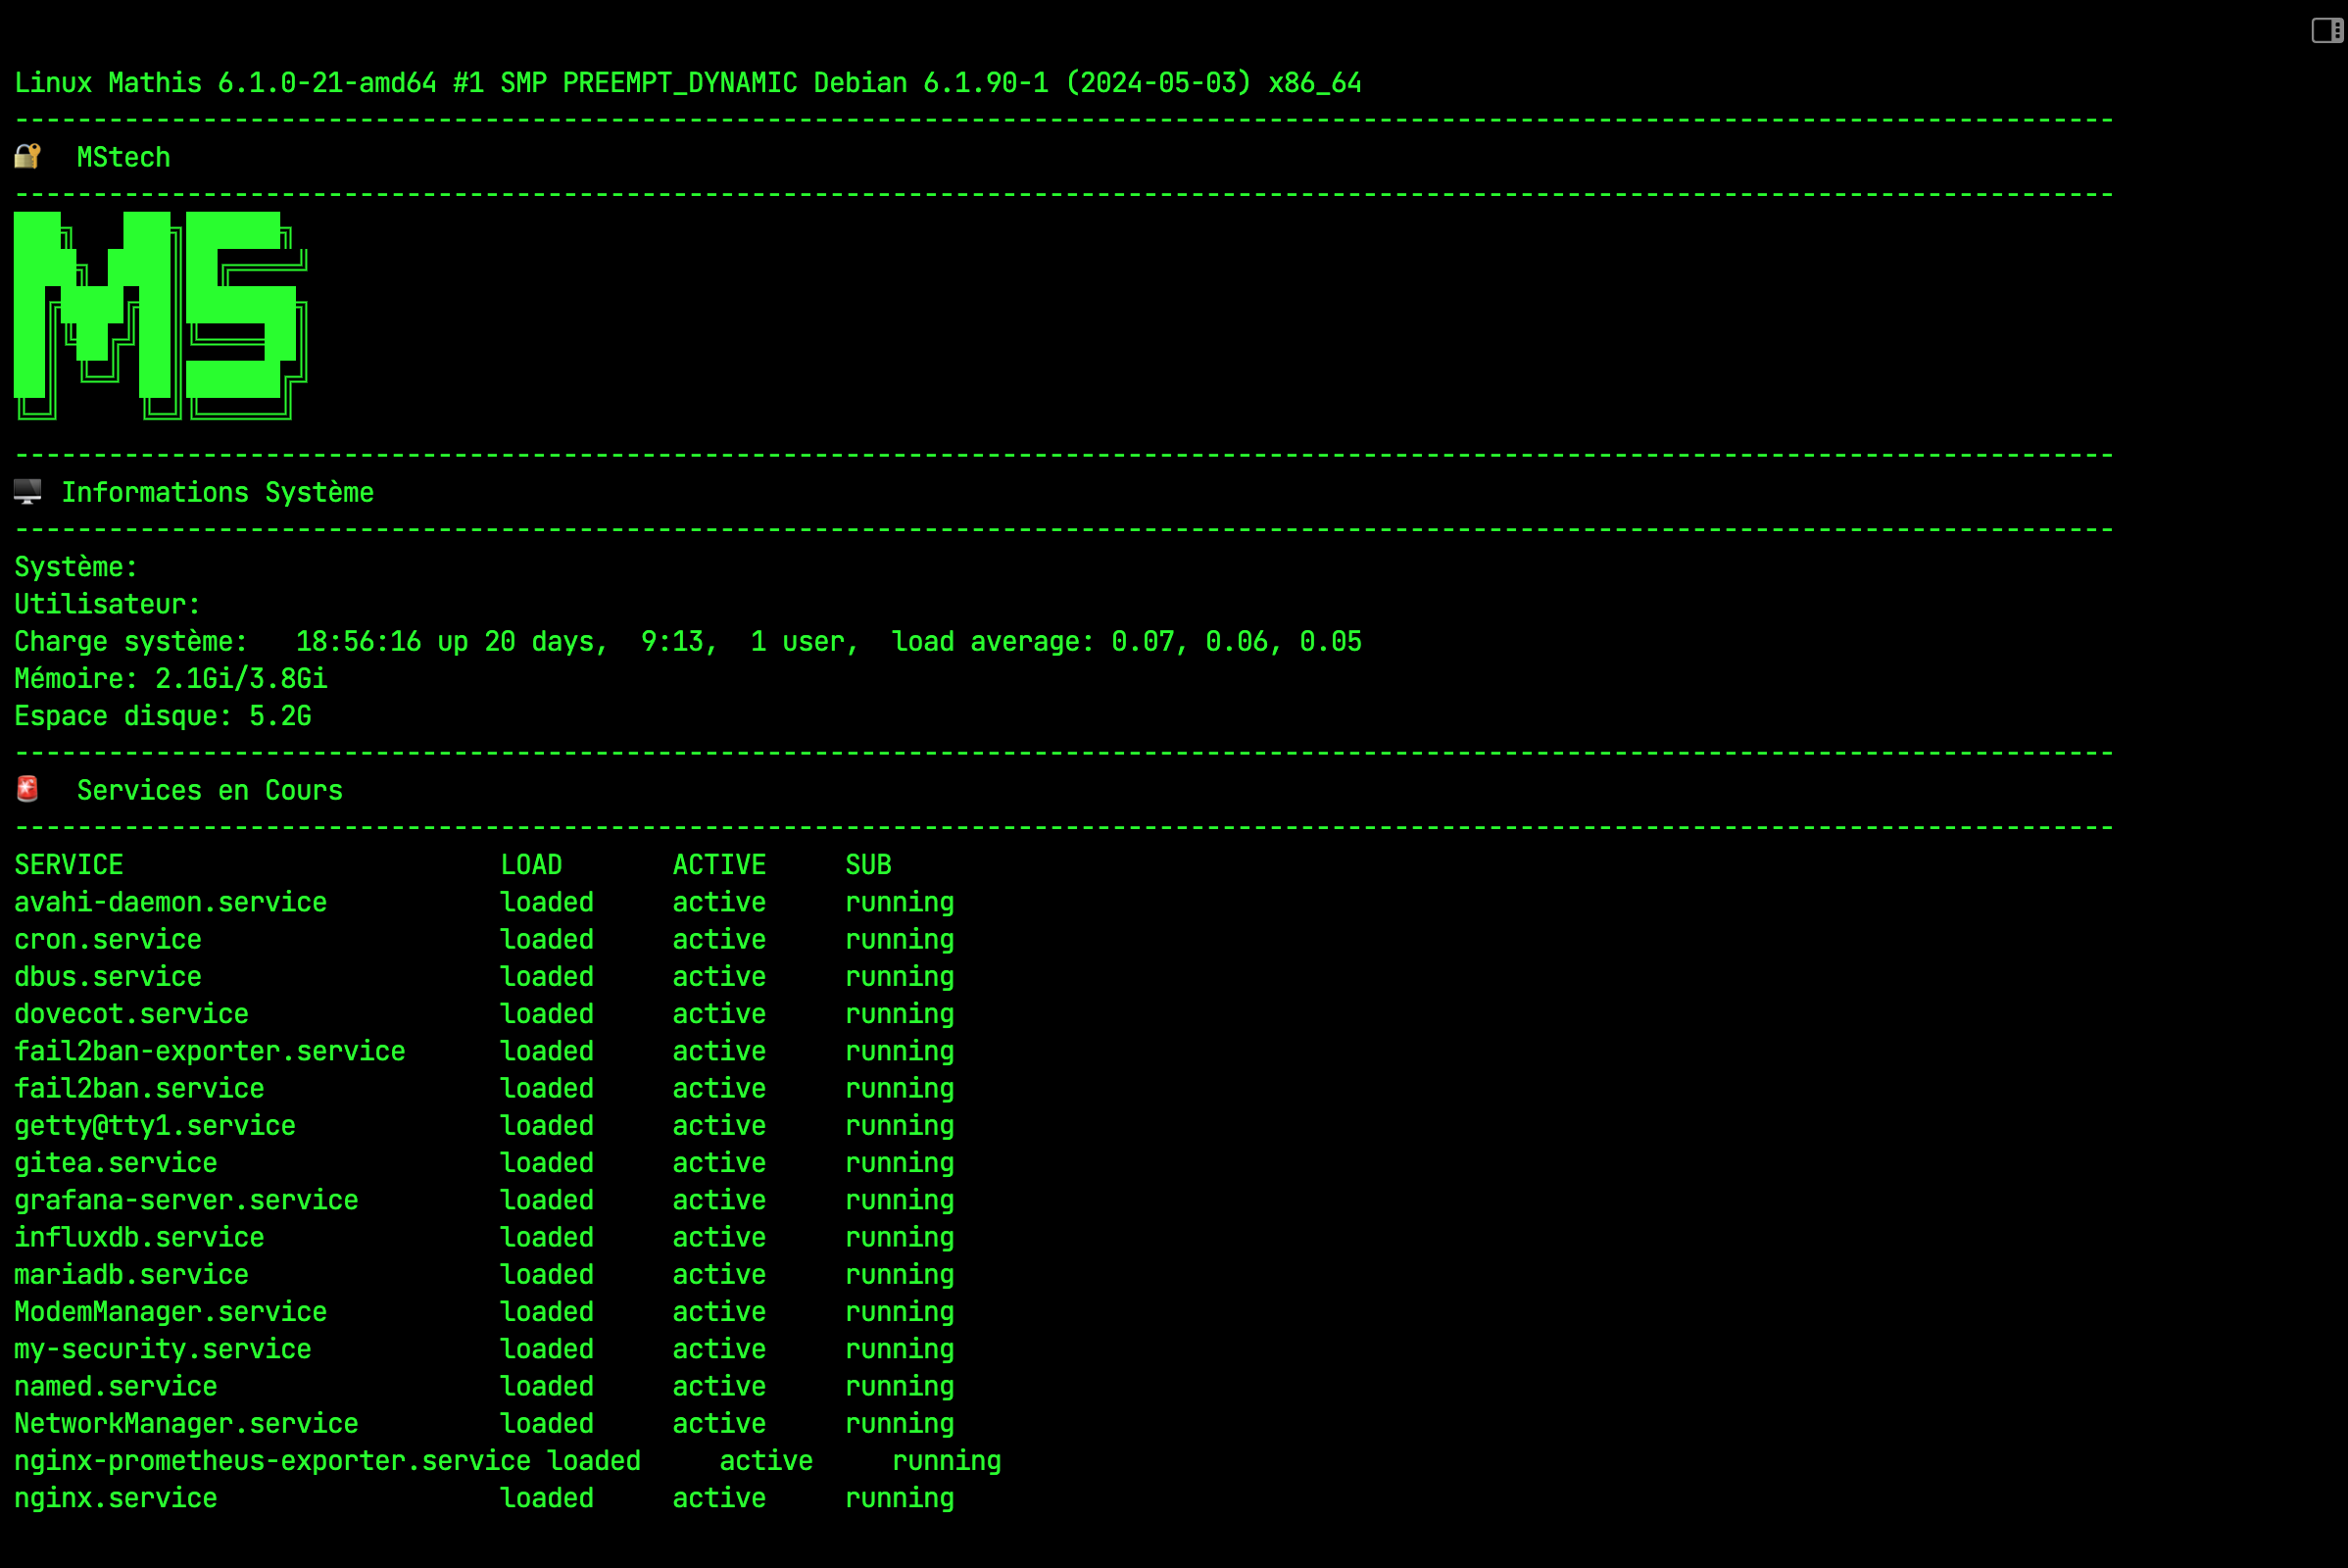 Linux Mathis 6.1.0-21-amd64 #1 SMP PREEMPT_DYNAMIC Debian 6.1.90-1 (2024-05-03) x86_64
MStech
MS
Informations Système
Système:
Utilisateur:
Charge système:   18:56:16 up 20 days,  9:13,  1 user,  load average: 0.07, 0.06, 0.05
Mémoire: 2.1Gi/3.8Gi
Espace disque: 5.2G
Services en Cours
SERVICE LOAD ACTIVE SUB
avahi-daemon.service loaded active running
cron.service loaded active running
dbus.service loaded active running
dovecot.service loaded active running
fail2ban-exporter.service loaded active running
fail2ban.service loaded active running
getty@tty1.service loaded active running
gitea.service loaded active running
grafana-server.service loaded active running
influxdb.service loaded active running
mariadb.service loaded active running
ModemManager.service loaded active running
my-security.service loaded active running
named.service loaded active running
NetworkManager.service loaded active running
nginx-prometheus-exporter.service loaded active running
nginx.service loaded active running